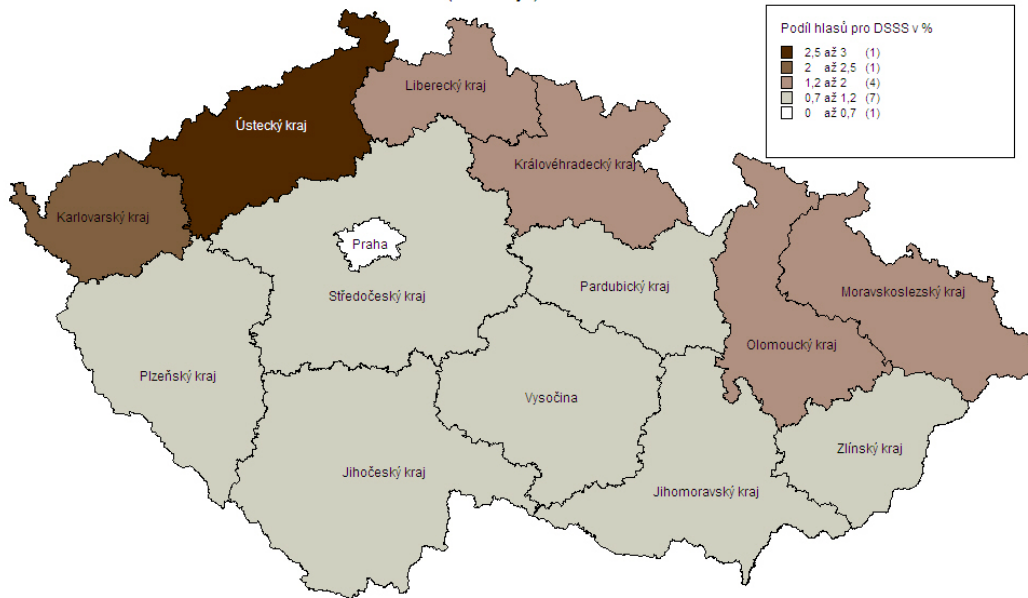 Podíl hlasů pro DSSS v %
2,5 až 3 (1)
2 až 2,5 (1)
1,2 až 2 (4)
0,7 až 1,2 (7)
0 až 0,7 (1)
Liberecký kraj
Ústecký kraj
Královéhradecký kraj
Karlovarský kraj
Praha
Středočeský kraj
Pardubický kraj
Moravskoslezský kraj
Olomoucký kraj
Plzeňský kraj
Vysočina
Zlínský kraj
Jihočeský kraj
Jihomoravský kraj